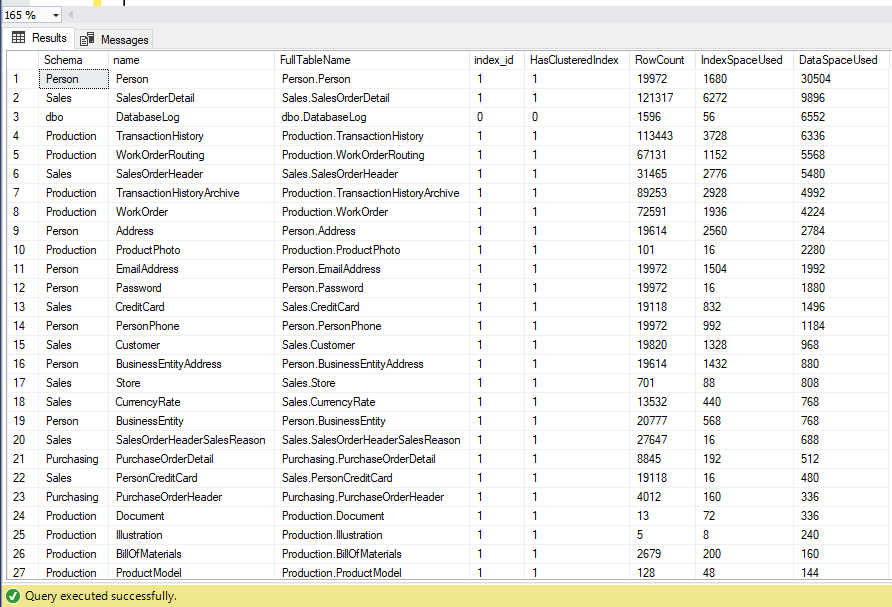 165 %
Results Messages
Schema name FullTableName index_id HasClusteredIndex RowCount IndexSpaceUsed DataSpaceUsed
1 Person Person Person.Person 1 1 19972 1680 30504
2 Sales SalesOrderDetail Sales.SalesOrderDetail 1 1 121317 6272 9896
3 dbo DatabaseLog dbo.DatabaseLog 0 0 1596 56 6552
4 Production TransactionHistory Production.TransactionHistory 1 1 113443 3728 6336
5 Production WorkOrderRouting Production.WorkOrderRouting 1 1 67131 1152 5568
6 Sales SalesOrderHeader Sales.SalesOrderHeader 1 1 31465 2776 5480
7 Production TransactionHistoryArchive Production.TransactionHistoryArchive 1 1 89253 2928 4992
8 Production WorkOrder Production.WorkOrder 1 1 72591 1936 4224
9 Person Address Person.Address 1 1 19614 2560 2784
10 Production ProductPhoto Production.ProductPhoto 1 1 101 16 2280
11 Person EmailAddress Person.EmailAddress 1 1 19972 1504 1992
12 Person Password Person.Password 1 1 19972 16 1880
13 Sales CreditCard Sales.CreditCard 1 1 19118 832 1496
14 Person PersonPhone Person.PersonPhone 1 1 19972 992 1184
15 Sales Customer Sales.Customer 1 1 19820 1328 968
16 Person BusinessEntityAddress Person.BusinessEntityAddress 1 1 19614 1432 880
17 Sales Store Sales.Store 1 1 701 88 808
18 Sales CurrencyRate Sales.CurrencyRate 1 1 13532 440 768
19 Person BusinessEntity Person.BusinessEntity 1 1 20777 568 768
20 Sales SalesOrderHeaderSalesReason Sales.SalesOrderHeaderSalesReason 1 1 27647 16 688
21 Purchasing PurchaseOrderDetail Purchasing.PurchaseOrderDetail 1 1 8845 192 512
22 Sales PersonCreditCard Sales.PersonCreditCard 1 1 19118 16 480
23 Purchasing PurchaseOrderHeader Purchasing.PurchaseOrderHeader 1 1 4012 160 336
24 Production Document Production.Document 1 1 13 72 336
25 Production Illustration Production.Illustration 1 1 5 8 240
26 Production BillOfMaterials Production.BillOfMaterials 1 1 2679 200 160
27 Production ProductModel Production.ProductModel 1 1 128 48 144
Query executed successfully.